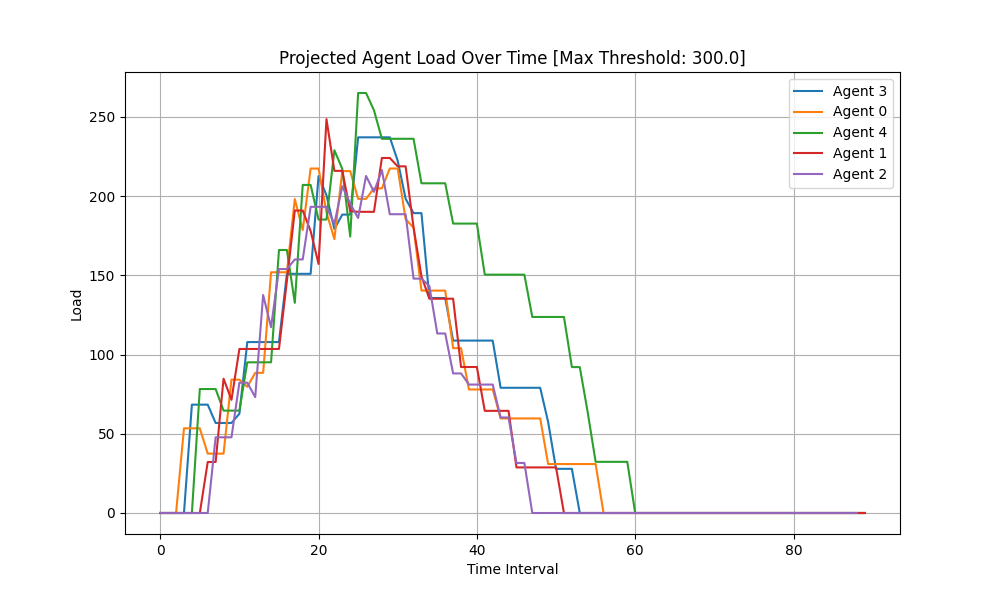 Projected Agent Load Over Time [Max Threshold: 300.0]
Load
250
200
150
100
50
0
0 20 40 60 80
Time Interval
Agent 3
Agent 0
Agent 4
Agent 1
Agent 2